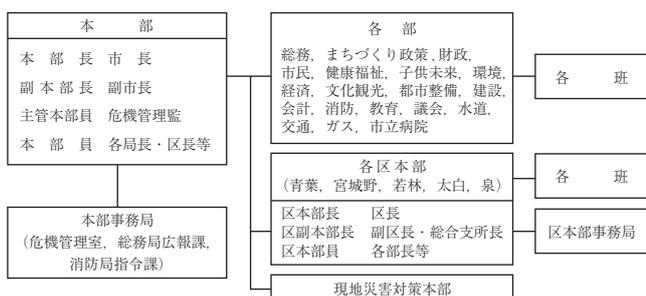 本　部
本部長 市長
副本部長 副市長
主管本部員 危機管理監
本部員 各局長・区長等
本部事務局
（危機管理室，総務局広報課，
消防局指令課）
各　部
総務，まちづくり政策，財政，
市民，健康福祉，子供未来，環境，
経済，文化観光，都市整備，建設，
会計，消防，教育，議会，水道，
交通，ガス，市立病院
各　班
各区本部
（青葉，宮城野，若林，太白，泉）
区本部長　区長
区副本部長　副区長・総合支所長
区本部員　各部長等
各　班
区本部事務局
現地災害対策本部